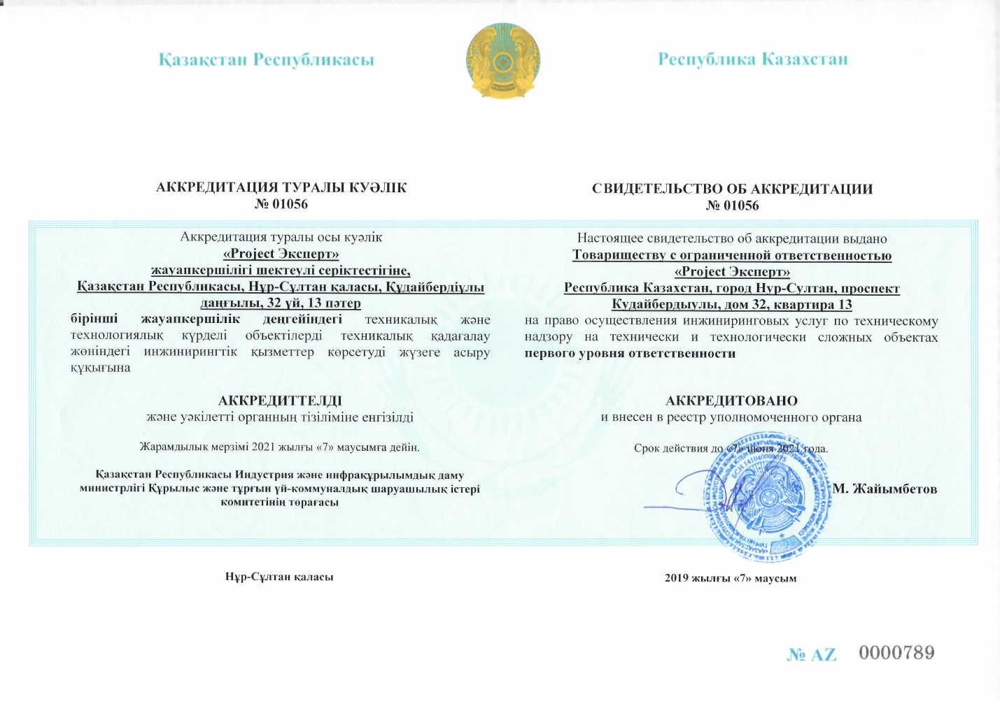 Қазақстан Республикасы
Республика Казахстан
АККРЕДИТАЦИЯ ТУРАЛЫ КУӘЛІК
№ 01056
Аккредитация туралы осы куәлік
«Project Эксперт»
жауапкершілігі шектеулі серіктестігіне,
Қазақстан Республикасы, Нұр-Сұлтан қаласы, Құдайбердіұлы
даңғылы, 32 үй, 13 пәтер
бірінші жауапкершілік деңгейіндегі техникалық және
технологиялық күрделі объектілерді техникалық қадағалау
жөніндегі инжинирингтік қызметтер көрсетуді жүзеге асыру
құқығына
АККРЕДИТТЕЛДІ
және уәкілетті органның тізіліміне енгізілді
Жарамдылық мерзімі 2021 жылғы «7» маусымға дейін.
Қазақстан Республикасы Индустрия және инфрақұрылымдық даму
министрлігі Құрылыс және тұрғын үй-коммуналдық шаруашылық істері
комитетінің төрағасы
Нұр-Сұлтан қаласы
СВИДЕТЕЛЬСТВО ОБ АККРЕДИТАЦИИ
№ 01056
Настоящее свидетельство об аккредитации выдано
Товариществу с ограниченной ответственностью
«Project Эксперт»
Республика Казахстан, город Нур-Султан, проспект
Кудайбердыулы, дом 32, квартира 13
на право осуществления инжиниринговых услуг по техническому
надзору на технически и технологически сложных объектах
первого уровня ответственности
АККРЕДИТОВАНО
и внесен в реестр уполномоченного органа
Срок действия до «7» июня 2021 года.
М. Жайымбетов
2019 жылғы «7» маусым
№ AZ 0000789